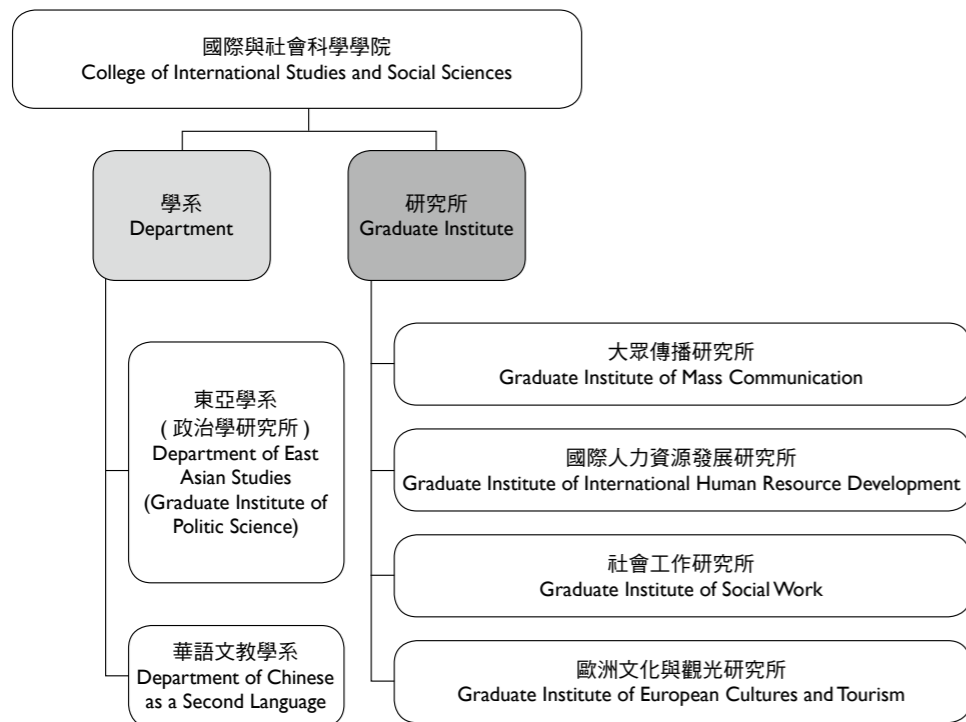 國際與社會科學學院
College of International Studies and Social Sciences
學系
Department
研究所
Graduate Institute
東亞學系
( 政治學研究所 )
Department of East
Asian Studies
(Graduate Institute of
Politic Science)
華語文教學系
Department of Chinese
as a Second Language
大眾傳播研究所
Graduate Institute of Mass Communication
國際人力資源發展研究所
Graduate Institute of International Human Resource Development
社會工作研究所
Graduate Institute of Social Work
歐洲文化與觀光研究所
Graduate Institute of European Cultures and Tourism